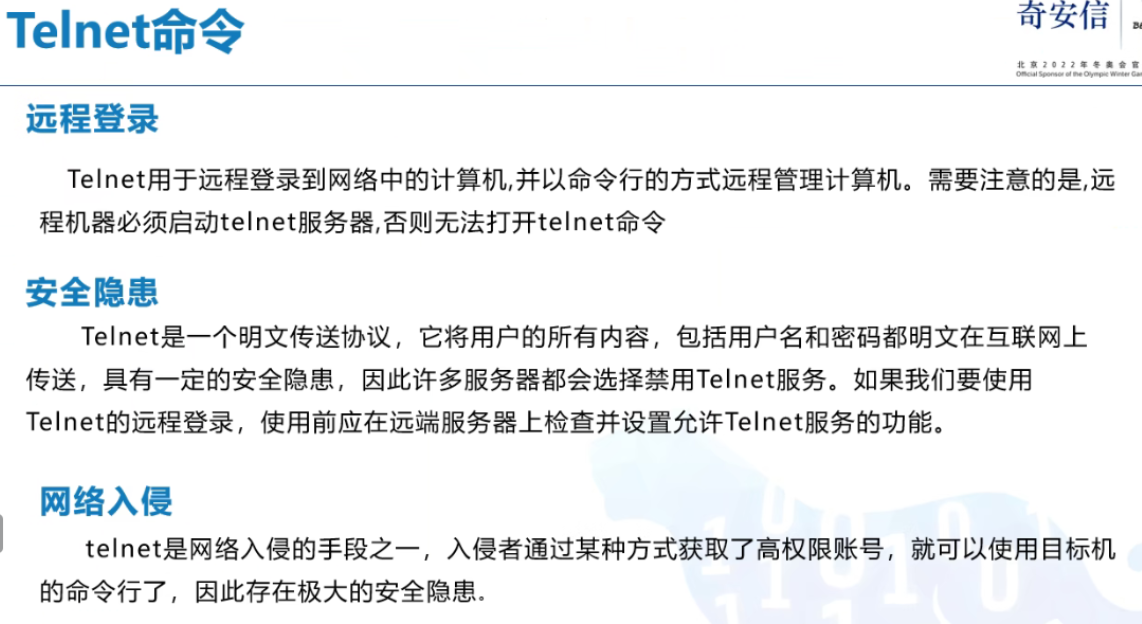 Telnet命令
奇安信
北京2022年冬奥会官
Official Sponsor of the Olympic Winter Gam
远程登录
Telnet用于远程登录到网络中的计算机,并以命令行的方式远程管理计算机。需要注意的是,远
程机器必须启动telnet服务器,否则无法打开telnet命令
安全隐患
Telnet是一个明文传送协议，它将用户的所有内容，包括用户名和密码都明文在互联网上
传送，具有一定的安全隐患，因此许多服务器都会选择禁用Telnet服务。如果我们要使用
Telnet的远程登录，使用前应在远端服务器上检查并设置允许Telnet服务的功能。
网络入侵
telnet是网络入侵的手段之一，入侵者通过某种方式获取了高权限账号，就可以使用目标机
的命令行了，因此存在极大的安全隐患.